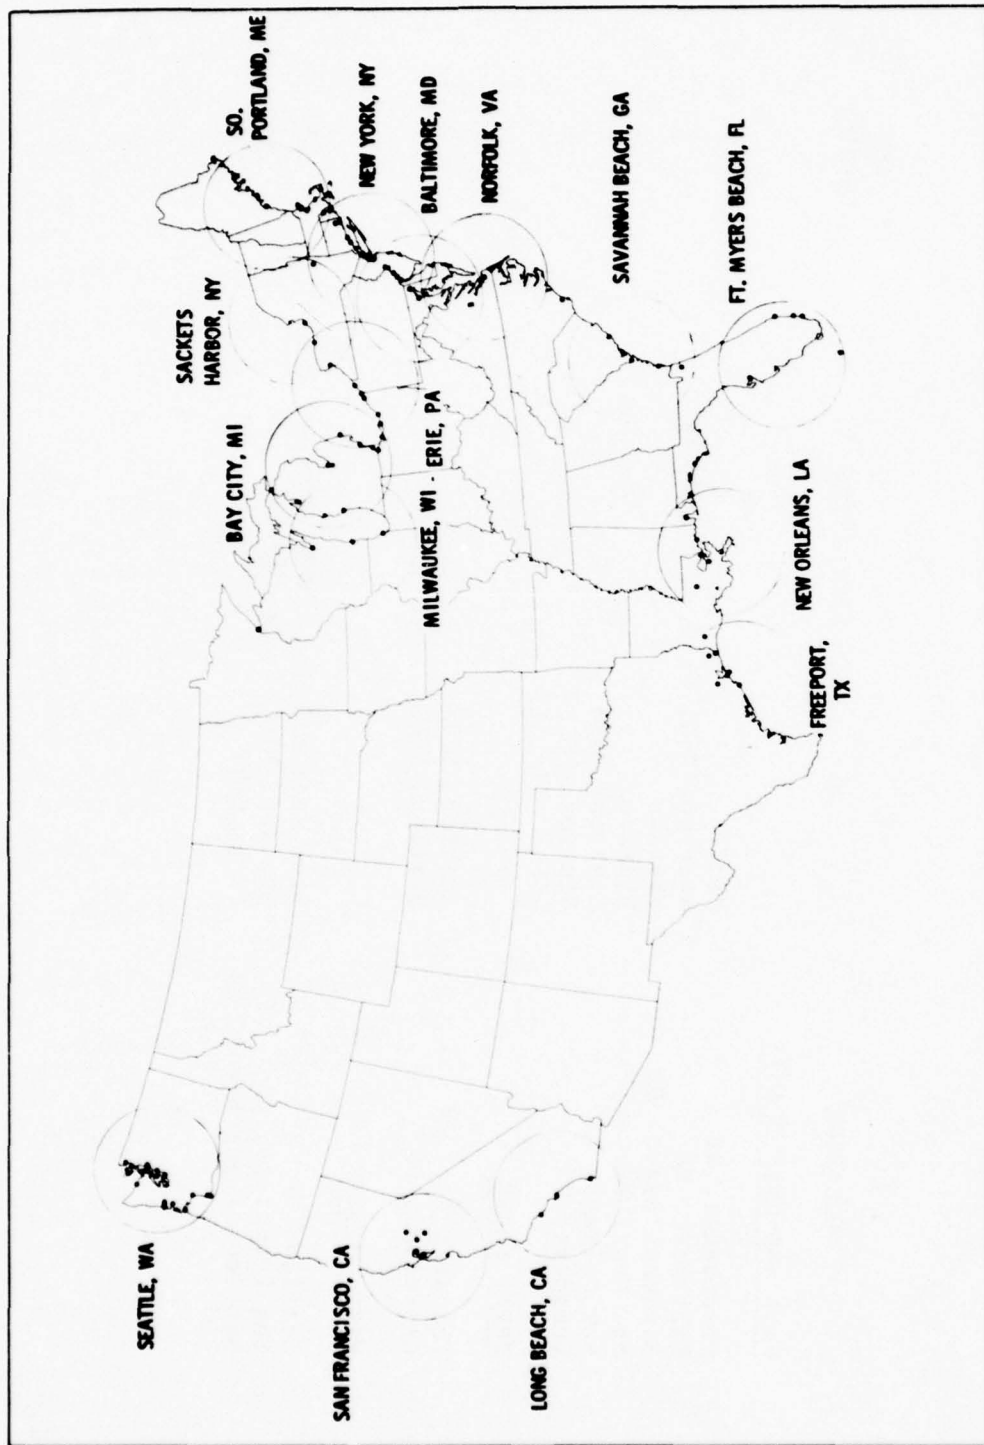 SEATTLE, WA
SAN FRANCISCO, CA
LONG BEACH, CA
BAY CITY, MI
SACKETS
HARBOR, NY
MILWAUKEE, WI - ERIE, PA
SO.
PORTLAND, ME
NEW YORK, NY
BALTIMORE, MD
NORFOLK, VA
SAVANNAH BEACH, GA
FT. MYERS BEACH, FL
NEW ORLEANS, LA
FREEPORT,
TX